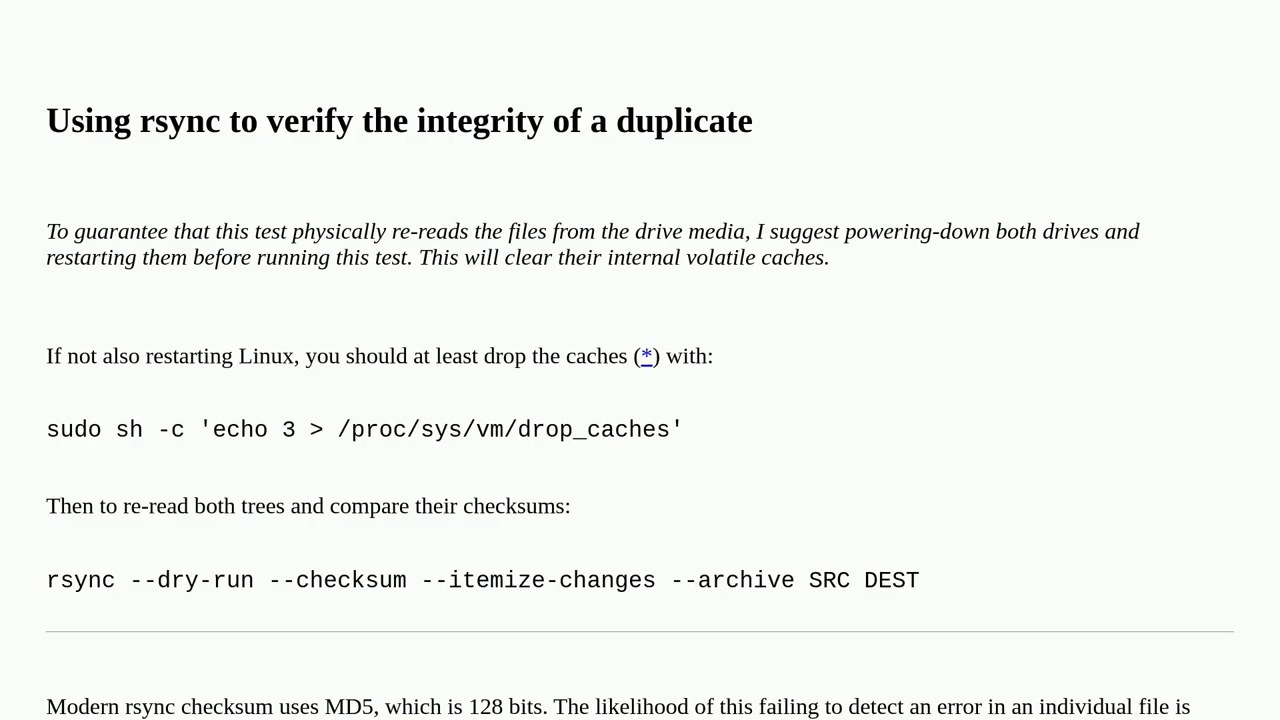 Using rsync to verify the integrity of a duplicate
To guarantee that this test physically re-reads the files from the drive media, I suggest powering-down both drives and
restarting them before running this test. This will clear their internal volatile caches.
If not also restarting Linux, you should at least drop the caches (*) with:
sudo sh -c 'echo 3 > /proc/sys/vm/drop_caches'
Then to re-read both trees and compare their checksums:
rsync --dry-run --checksum --itemize-changes --archive SRC DEST
Modern rsync checksum uses MD5, which is 128 bits. The likelihood of this failing to detect an error in an individual file is